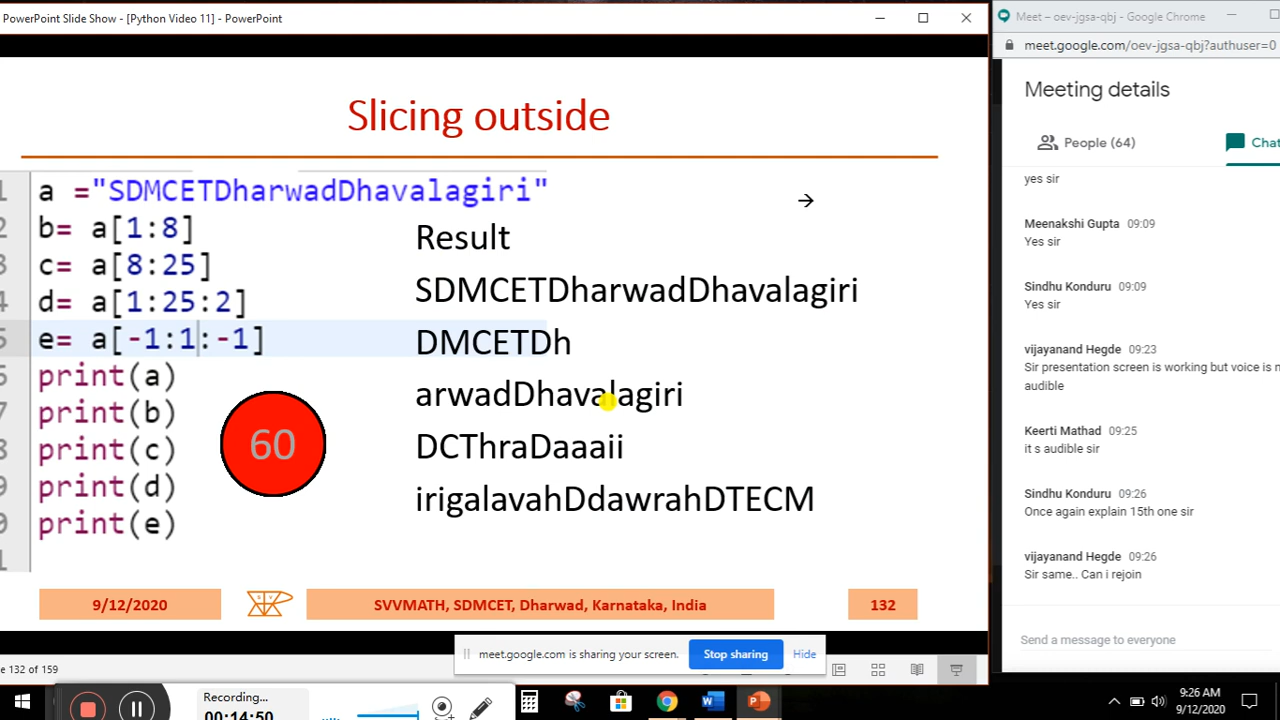 PowerPoint Slide Show - [Python Video 11] - PowerPoint
Meet – oev-jgsa-qbj - Google Chrome
meet.google.com/oev-jgsa-qbj?authuser=0
Slicing outside
1 a ="SDMCETDharwadDhavalagiri"
2 b= a[1:8]
3 c= a[8:25]
4 d= a[1:25:2]
5 e= a[-1:1:-1]
6 print(a)
7 print(b)
8 print(c)
9 print(d)
0 print(e)
1
60
→
Result
SDMCETDharwadDhavalagiri
DMCETDh
arwadDhavalagiri
DCThraDaaaii
irigalavahDdawrahDTECM
9/12/2020
SVVMATH, SDMCET, Dharwad, Karnataka, India
132
Meeting details
People (64)
Chat
yes sir
Meenakshi Gupta 09:09
Yes sir
Sindhu Konduru 09:09
Yes sir
vijayanand Hegde 09:23
Sir presentation screen is working but voice is n
audible
Keerti Mathad 09:25
it s audible sir
Sindhu Konduru 09:26
Once again explain 15th one sir
vijayanand Hegde 09:26
Sir same.. Can i rejoin
Send a message to everyone
meet.google.com is sharing your screen.
Stop sharing
Hide
e 132 of 159
Recording...
00:14:50
9:26 AM
9/12/2020